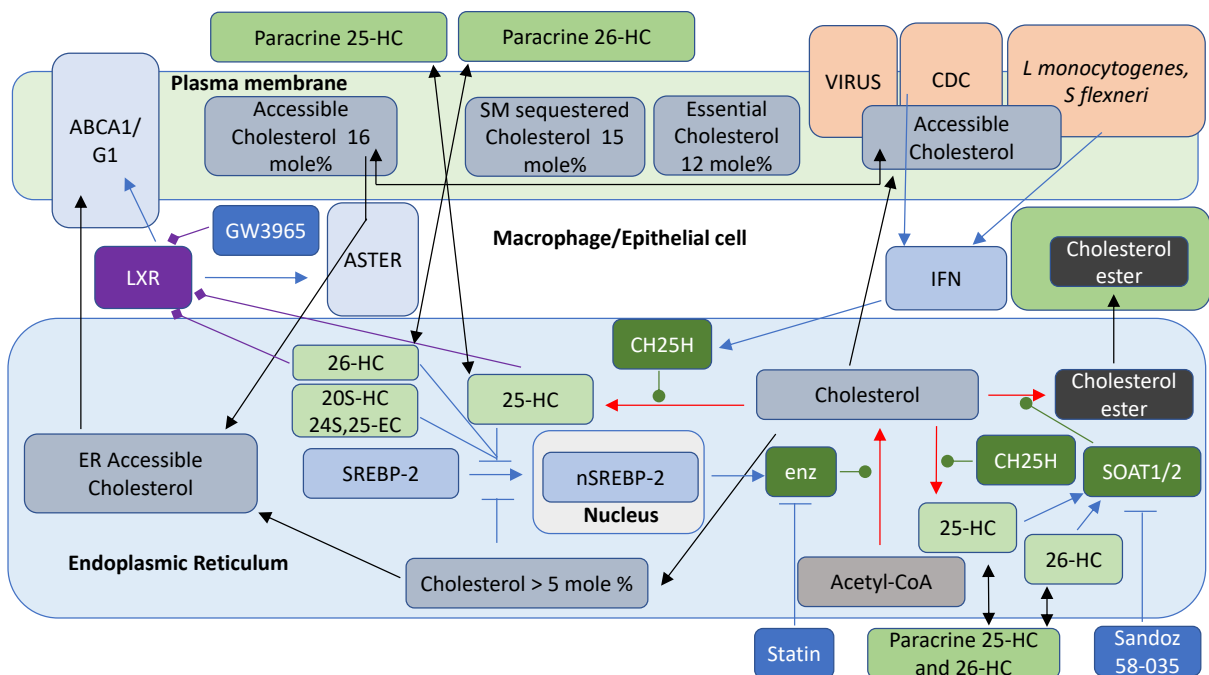 Paracrine 25-HC
Paracrine 26-HC
VIRUS
CDC
L monocytogenes,
S flexneri
Plasma membrane
ABCA1/
G1
Accessible
Cholesterol 16
mole%
SM sequestered
Cholesterol 15
mole%
Essential
Cholesterol
12 mole%
Accessible
Cholesterol
GW3965
Macrophage/Epithelial cell
LXR
ASTER
IFN
Cholesterol
ester
26-HC
CH25H
20S-HC
24S,25-EC
25-HC
Cholesterol
Cholesterol
ester
ER Accessible
Cholesterol
SREBP-2
nSREBP-2
Nucleus
enz
CH25H
SOAT1/2
25-HC
26-HC
Endoplasmic Reticulum
Cholesterol > 5 mole %
Acetyl-CoA
Statin
Paracrine 25-HC
and 26-HC
Sandoz
58-035